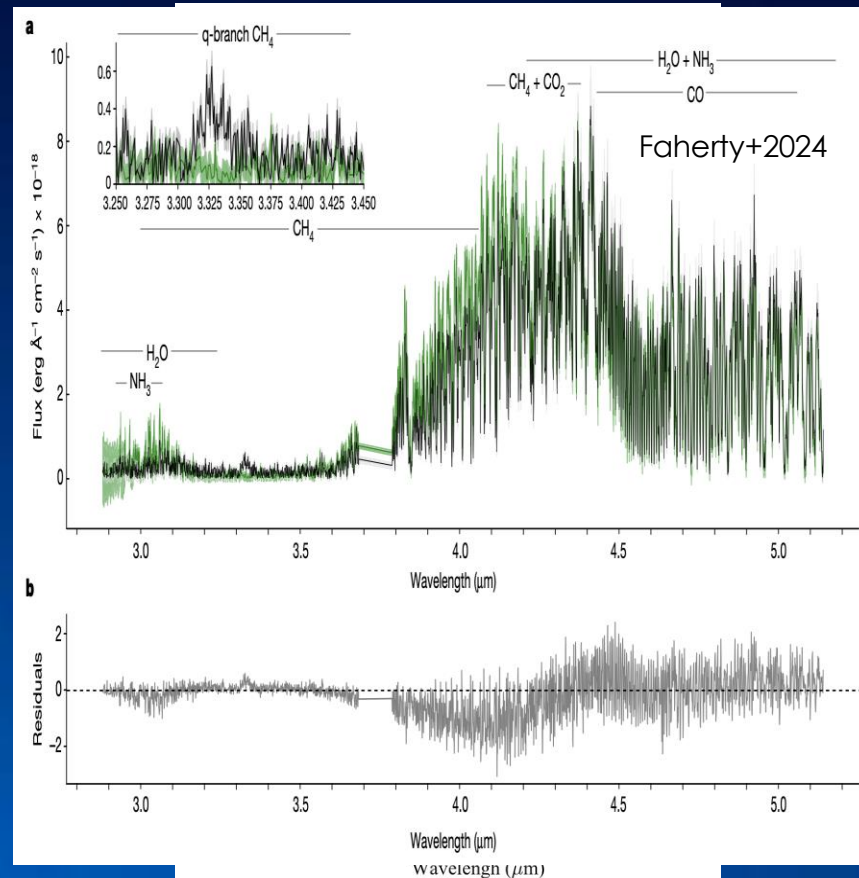 a
q-branch CH₄
0.6
0.4
0.2
0
3.250 3.275 3.300 3.325 3.350 3.375 3.400 3.425 3.450
10
8
6
4
2
0
Flux (erg Å⁻¹ cm⁻² s⁻¹) × 10⁻¹⁸
H₂O + NH₃
CH₄ + CO₂
CO
Faherty+2024
CH₄
H₂O
NH₃
3.0 3.5 4.0 4.5 5.0
Wavelength (μm)
b
2
0
−2
Residuals
3.0 3.5 4.0 4.5 5.0
Wavelength (μm)
(μm)